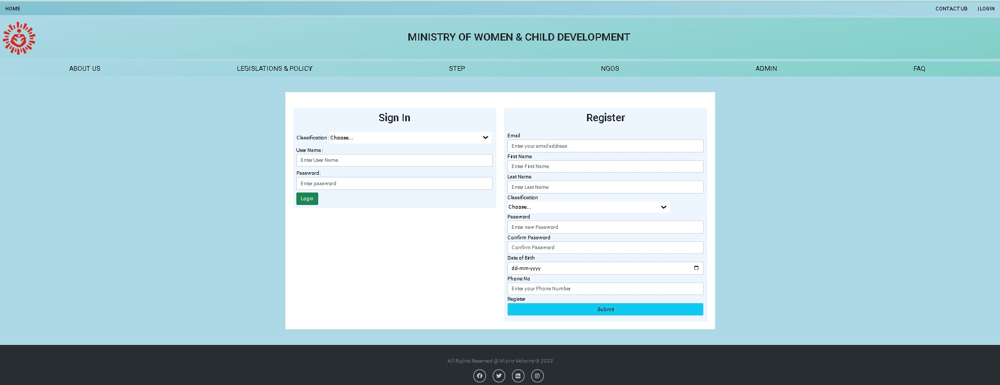 HOME
CONTACT US
| LOGIN
MINISTRY OF WOMEN & CHILD DEVELOPMENT
ABOUT US
LEGISLATIONS & POLICY
STEP
NGOS
ADMIN
FAQ
Sign In
Classification : Choose...
User Name :
Enter User Name
Password:
Enter password
Login
Register
Email
Enter your email address
First Name
Enter First Name
Last Name
Enter Last Name
Classification
Choose...
Password
Enter new Password
Confirm Password
Confirm Password
Date of Birth
dd-mm-yyyy
Phone No
Enter your Phone Number
Register
Submit
All Rights Reserved @ Wipro-Velocity © 2022